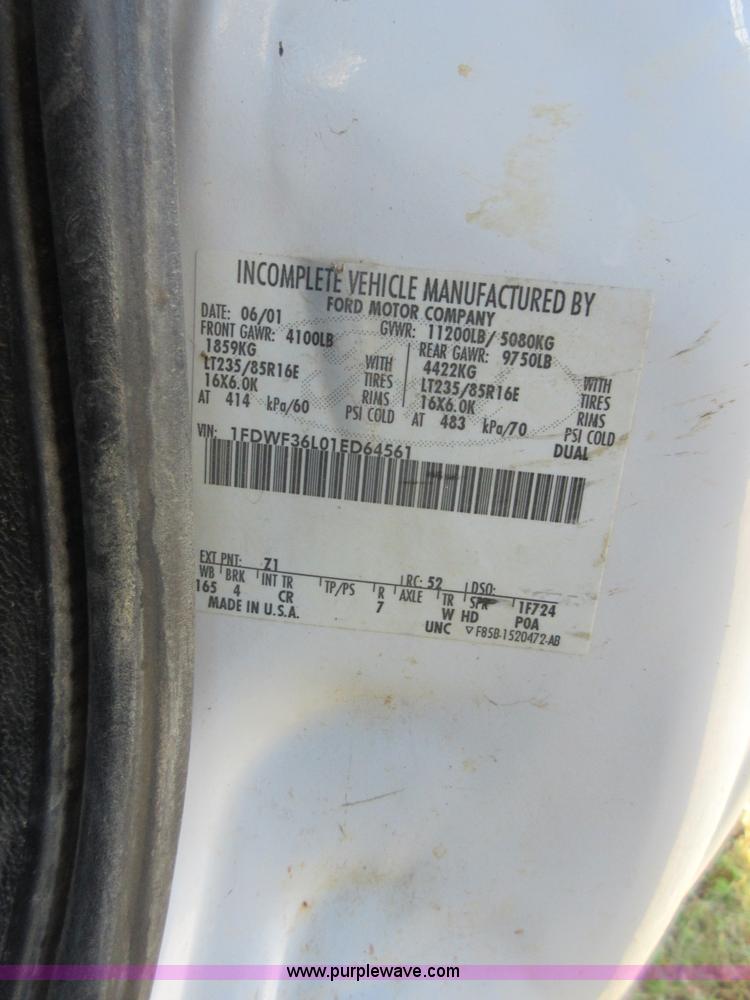 INCOMPLETE VEHICLE MANUFACTURED BY
FORD MOTOR COMPANY
DATE: 06/01 GVWR: 11200LB/ 5080KG
FRONT GAWR: 4100LB REAR GAWR: 9750LB
1859KG WITH 4422KG WITH
LT235/85R16E TIRES LT235/85R16E TIRES
16X6.0K RIMS 16X6.0K RIMS
AT 414 kPa/60 PSI COLD AT 483 kPa/70 PSI COLD
VIN: 1FDWF36L01ED64561 DUAL
EXT PNT: Z1 RC: 52 DSO:
WB BRK INT TR TP/PS R AXLE TR SPR 1F724
165 4 CR 7 W HD POA
MADE IN U.S.A. UNC F85B-1520472-AB
www.purplewave.com